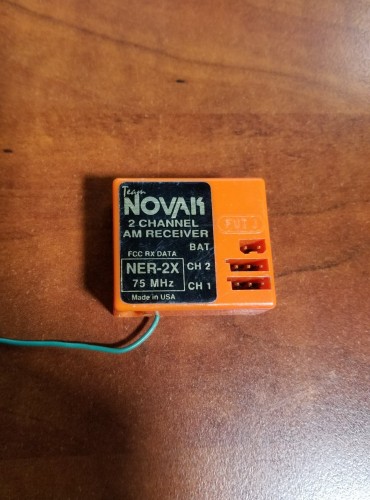 Team
NOVAK
2 CHANNEL
AM RECEIVER
BAT
FCC RX DATA
NER-2X
CH 2
75 MHz
CH 1
Made in USA